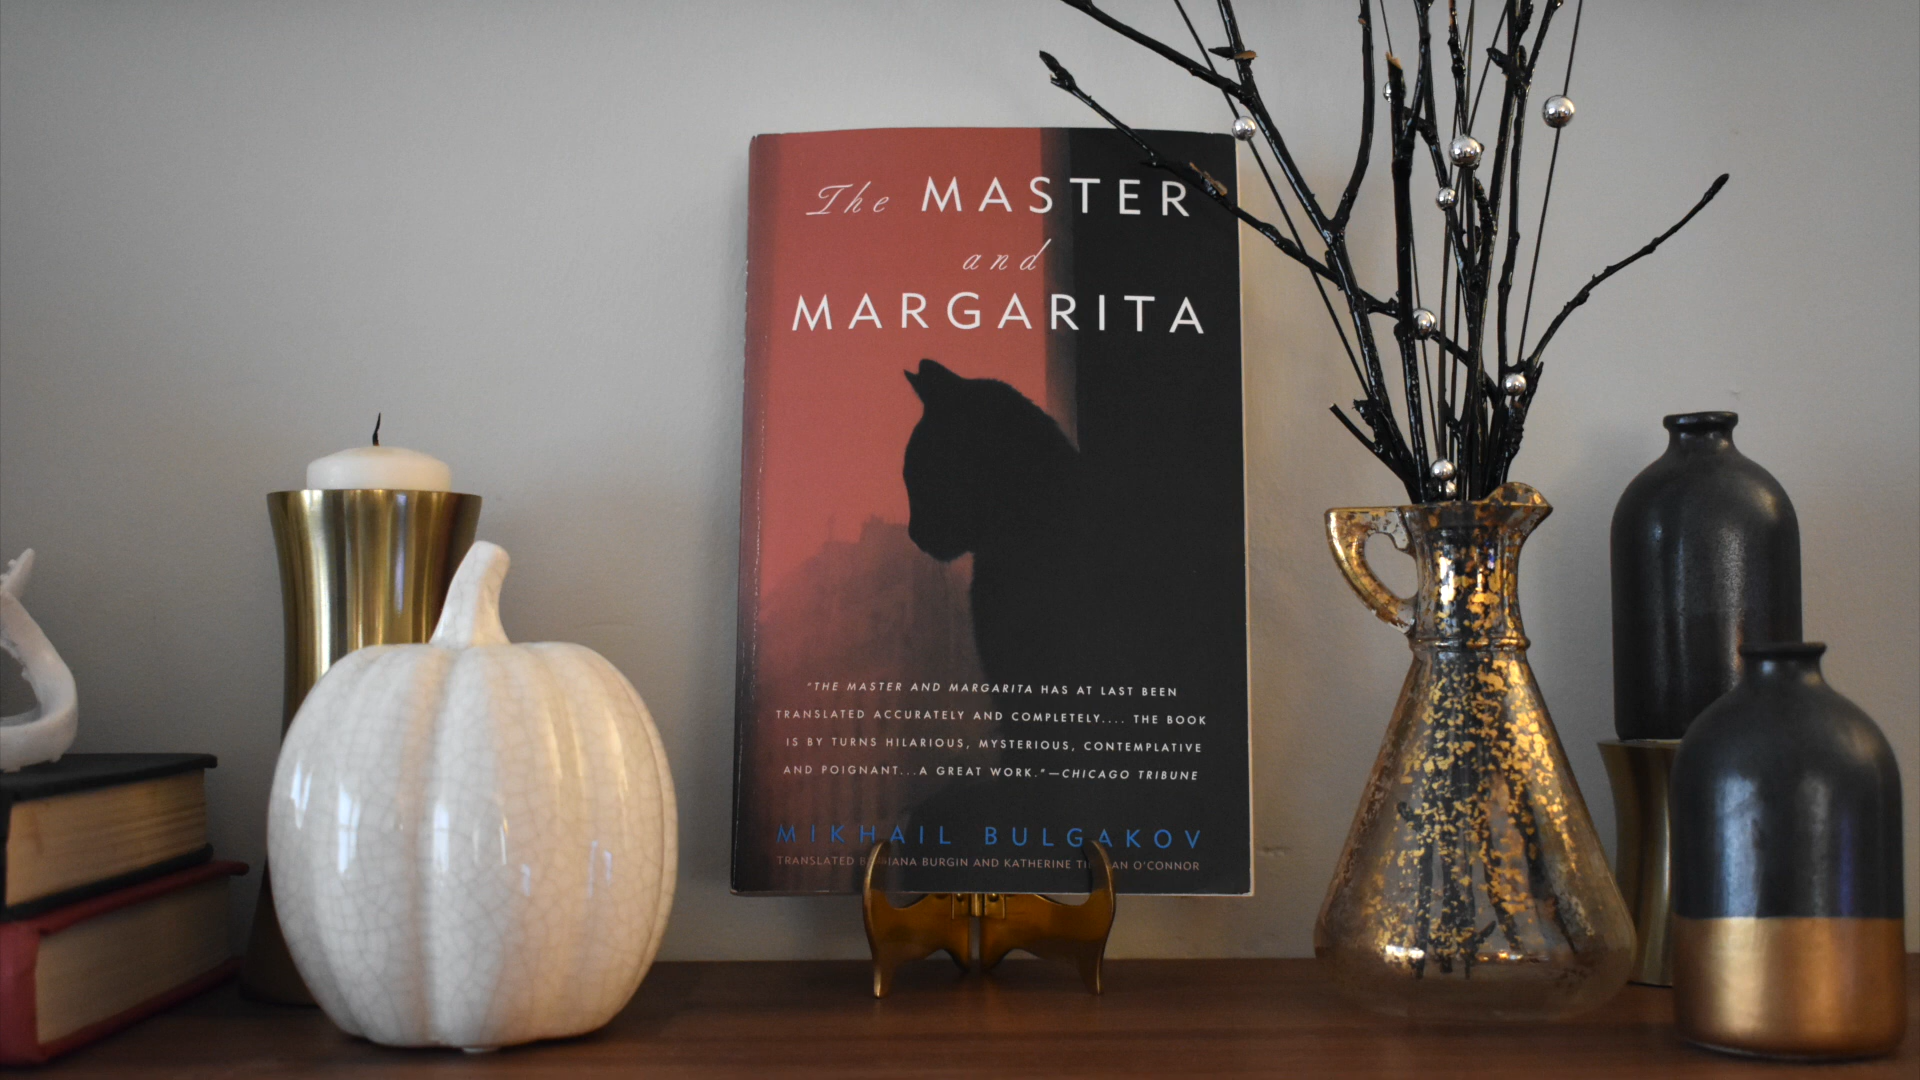 The MASTER
and
MARGARITA
“THE MASTER AND MARGARITA HAS AT LAST BEEN
TRANSLATED ACCURATELY AND COMPLETELY.... THE BOOK
IS BY TURNS HILARIOUS, MYSTERIOUS, CONTEMPLATIVE
AND POIGNANT...A GREAT WORK.”—CHICAGO TRIBUNE
MIKHAIL BULGAKOV
TRANSLATED BURGIN AND KATHERINE O'CONNOR